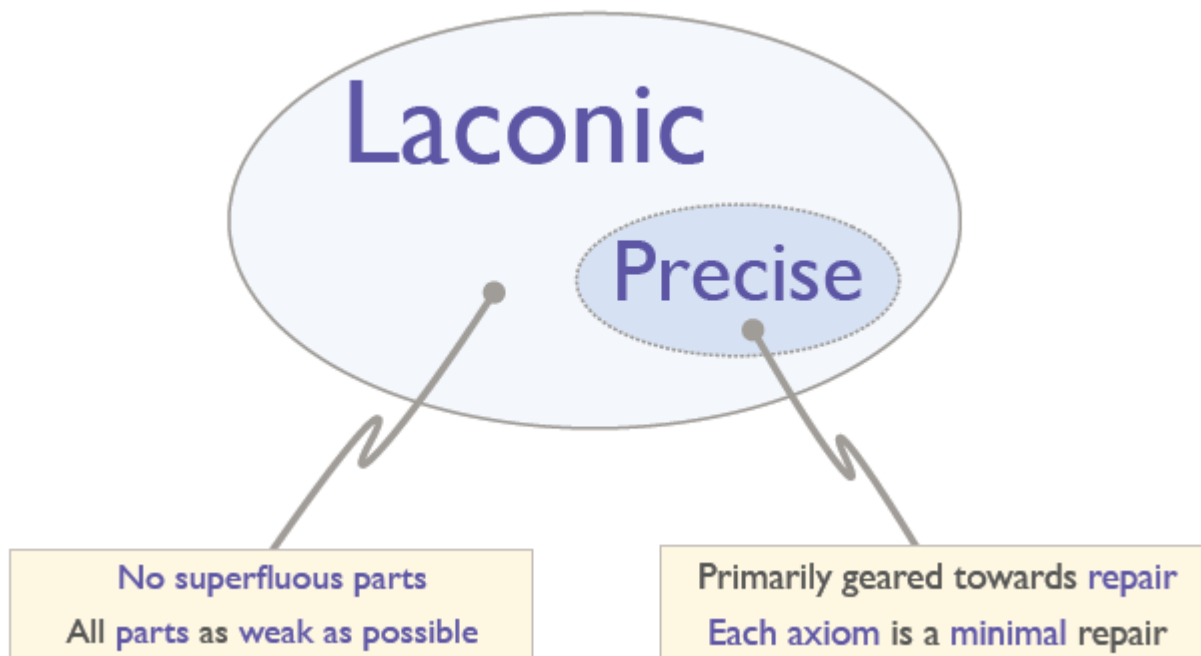 Laconic
Precise
No superfluous parts
All parts as weak as possible
Primarily geared towards repair
Each axiom is a minimal repair